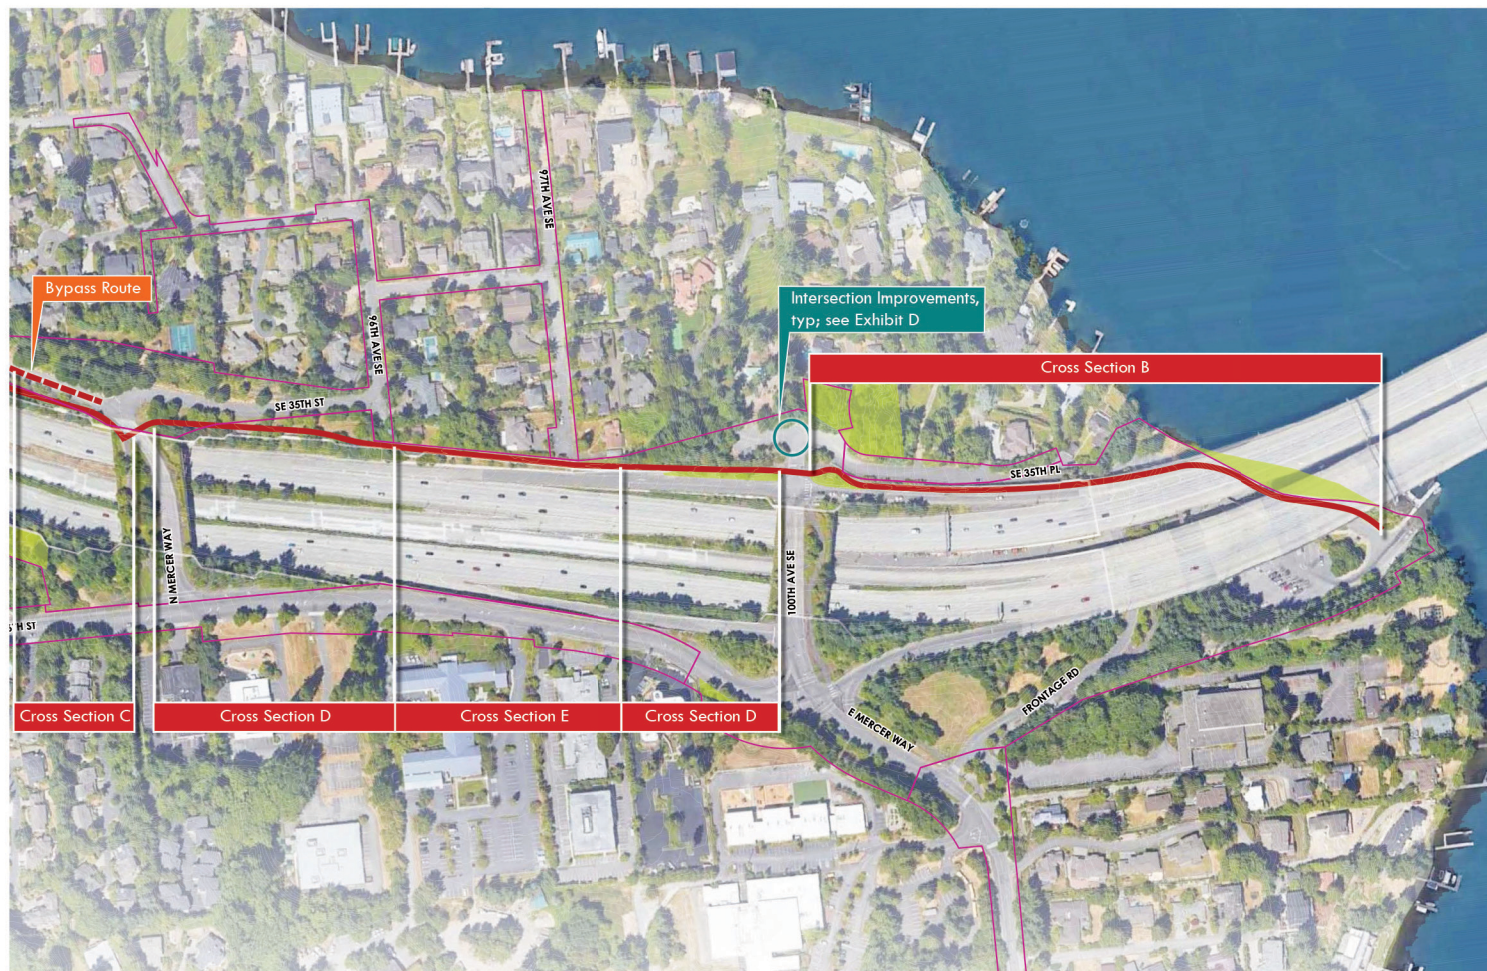 97TH AVE SE
Bypass Route
Intersection Improvements,
typ; see Exhibit D
96TH AVE SE
Cross Section B
SE 35TH ST
SE 35TH PL
N MERCER WAY
100TH AVE SE
TH ST
FRONTAGE RD
Cross Section C
Cross Section D
Cross Section E
Cross Section D
E MERCER WAY